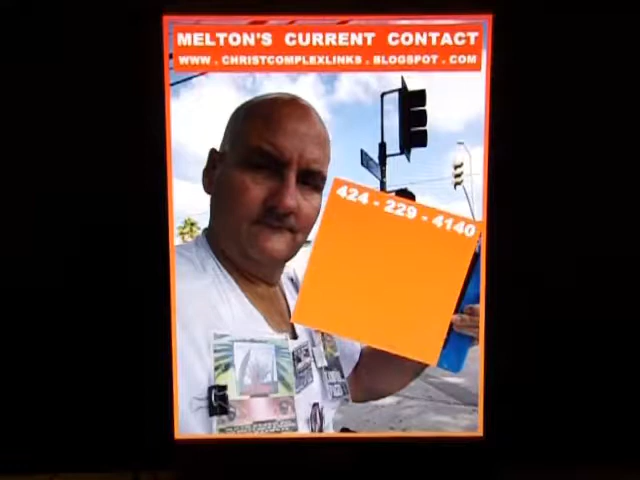 MELTON'S CURRENT CONTACT
WWW . CHRISTCOMPLEXLINKS . BLOGSPOT . COM
424 - 229 - 4140